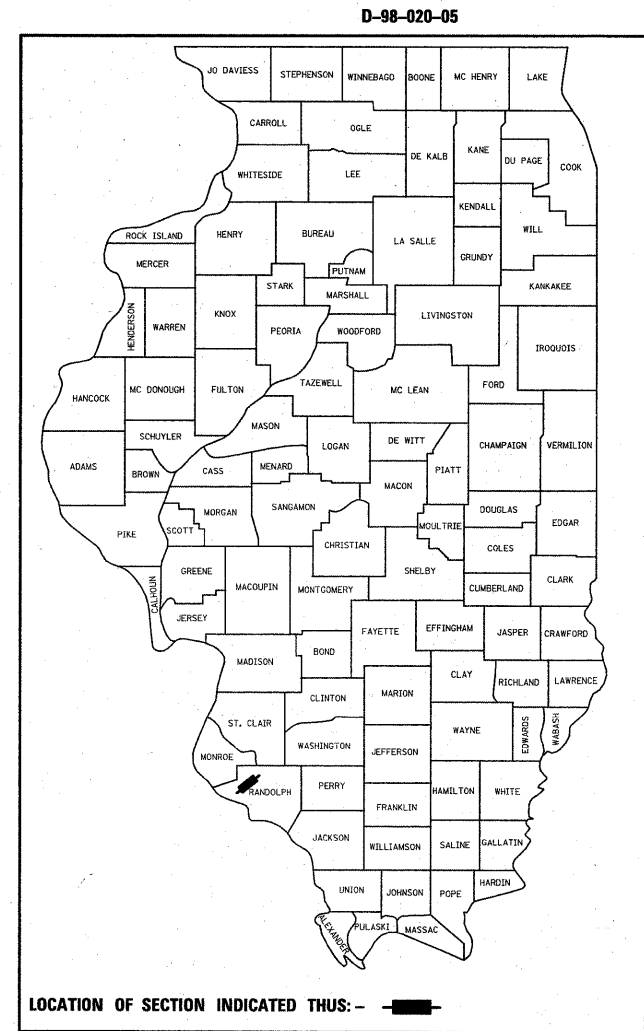 D-98-020-05
JO DAVIESS STEPHENSON WINNEBAGO BOONE MC HENRY LAKE
CARROLL OGLE DE KALB KANE DU PAGE COOK
WHITESIDE LEE
KENDALL WILL
ROCK ISLAND HENRY BUREAU LA SALLE GRUNDY
MERCER PUTNAM KANKAKEE
STARK MARSHALL
HENDERSON WARREN KNOX PEORIA WOODFORD LIVINGSTON IROQUOIS
HANCOCK MC DONOUGH FULTON TAZEWELL MC LEAN FORD
SCHUYLER MASON LOGAN DE WITT CHAMPAIGN VERMILION
ADAMS BROWN CASS MENARD MACON PIATT
MORGAN SANGAMON DOUGLAS
PIKE SCOTT CHRISTIAN MOULTRIE EDGAR
COLES
GREENE MACOUPIN MONTGOMERY SHELBY CUMBERLAND CLARK
CALHOUN JERSEY
FAYETTE EFFINGHAM JASPER CRAWFORD
MADISON BOND
CLINTON MARION CLAY RICHLAND LAWRENCE
ST. CLAIR WAYNE EDWARDS WABASH
MONROE WASHINGTON JEFFERSON
RANDOLPH PERRY HAMILTON WHITE
FRANKLIN
JACKSON WILLIAMSON SALINE GALLATIN
UNION JOHNSON POPE HARDIN
ALEXANDER PULASKI MASSAC
LOCATION OF SECTION INDICATED THUS: -